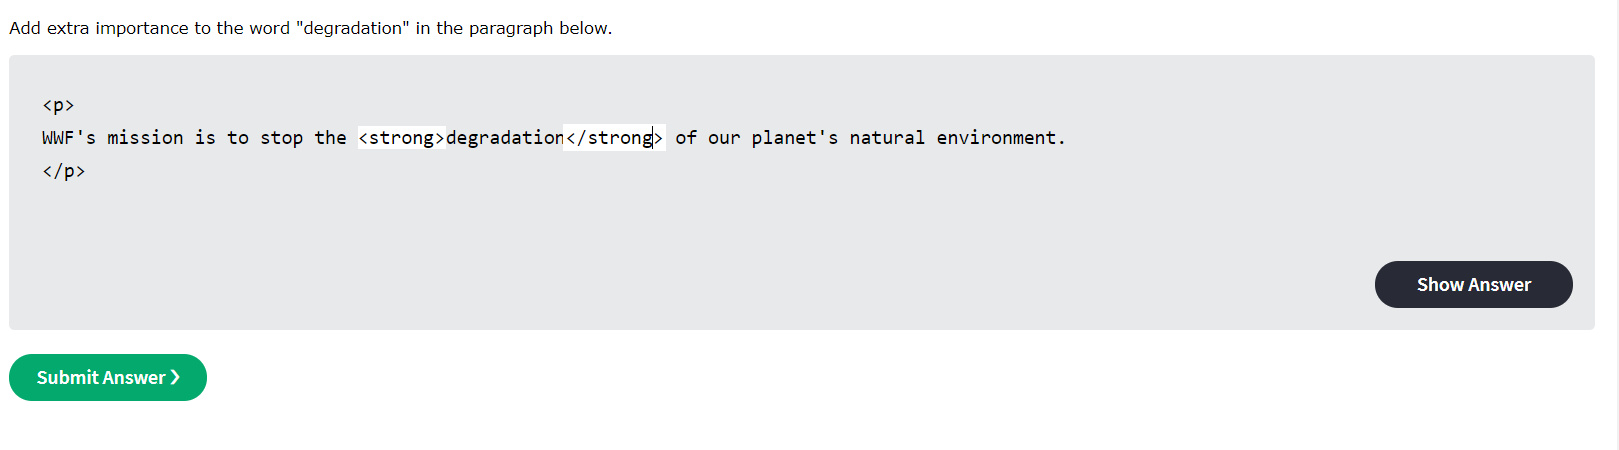 Add extra importance to the word "degradation" in the paragraph below.
<p>
WWF's mission is to stop the <strong>degradation</strong> of our planet's natural environment.
</p>
Show Answer
Submit Answer ❯